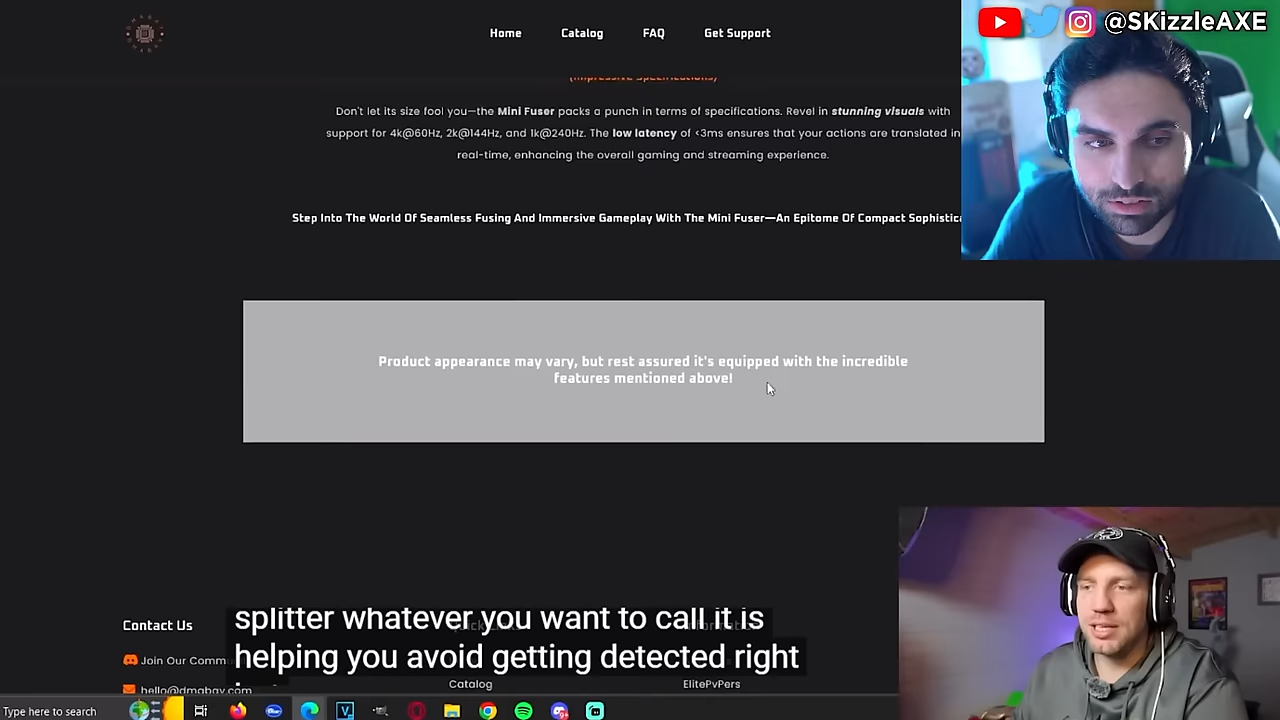 @SKizzleAXE
Home Catalog FAQ Get Support
(Impressive Specifications)
Don't let its size fool you—the Mini Fuser packs a punch in terms of specifications. Revel in stunning visuals with
support for 4k@60Hz, 2k@144Hz, and 1k@240Hz. The low latency of <3ms ensures that your actions are translated in
real-time, enhancing the overall gaming and streaming experience.
Step Into The World Of Seamless Fusing And Immersive Gameplay With The Mini Fuser—An Epitome Of Compact Sophistica
Product appearance may vary, but rest assured it's equipped with the incredible
features mentioned above!
splitter whatever you want to call it is
helping you avoid getting detected right
Contact Us
Join Our Commu
hello@dmabay.com
Catalog
ElitePvPers
Type here to search